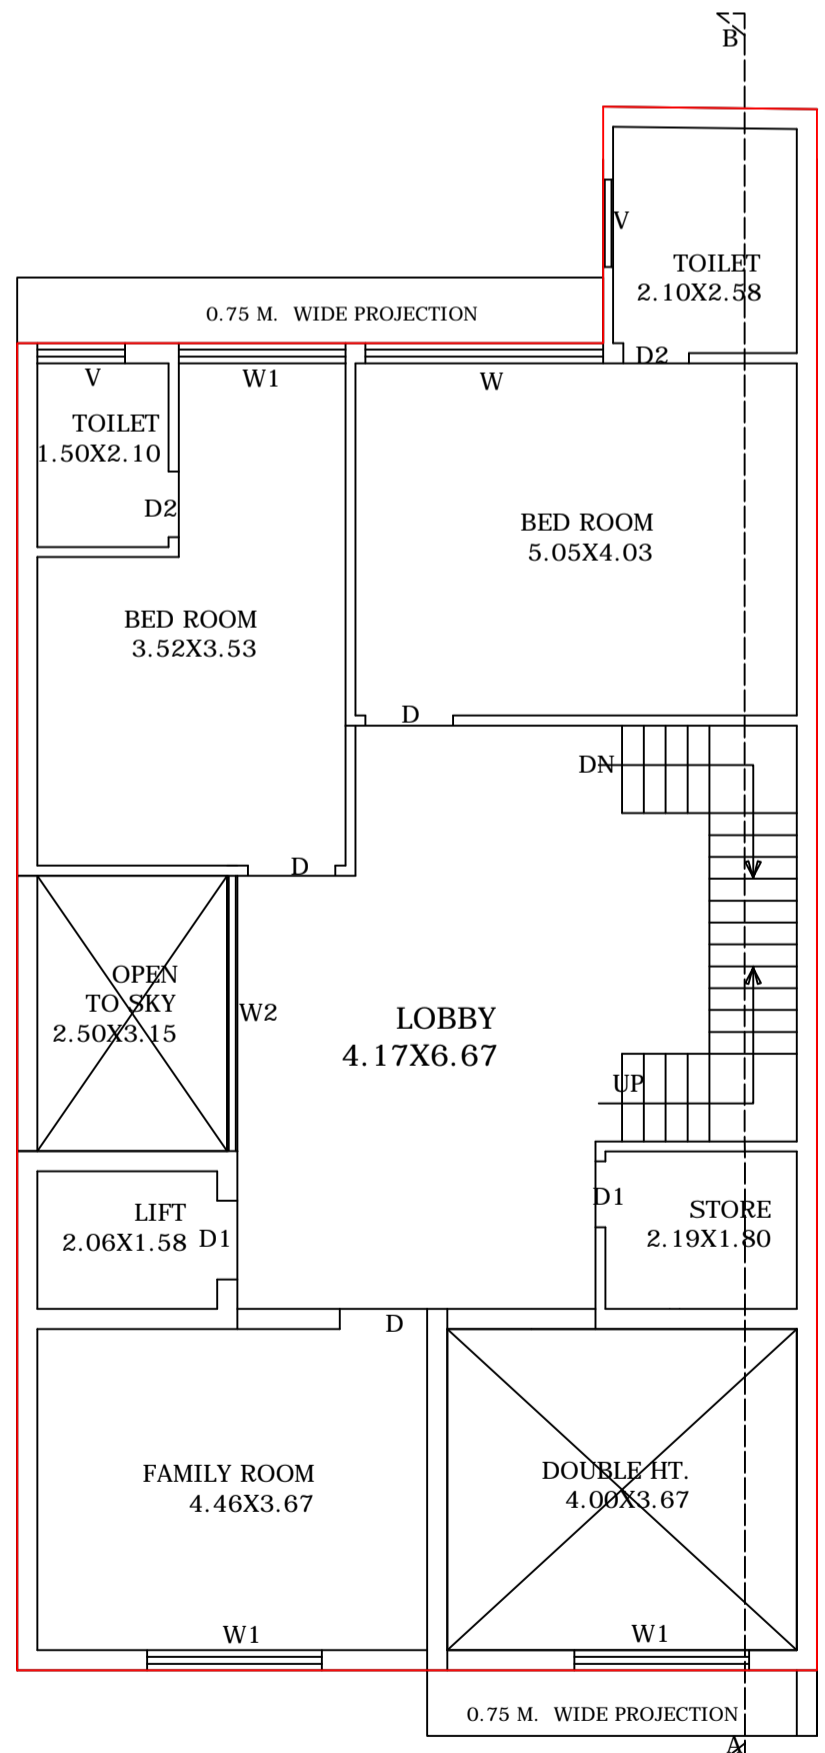 B
V
TOILET
2.10X2.58
0.75 M. WIDE PROJECTION
D2
V
W1
W
TOILET
1.50X2.10
D2
BED ROOM
5.05X4.03
BED ROOM
3.52X3.53
D
DN
D
OPEN
TO SKY
2.50X3.15
W2
LOBBY
4.17X6.67
UP
D1
LIFT
2.06X1.58
D1
STORE
2.19X1.80
D
FAMILY ROOM
4.46X3.67
DOUBLE HT.
4.00X3.67
W1
W1
0.75 M. WIDE PROJECTION
A